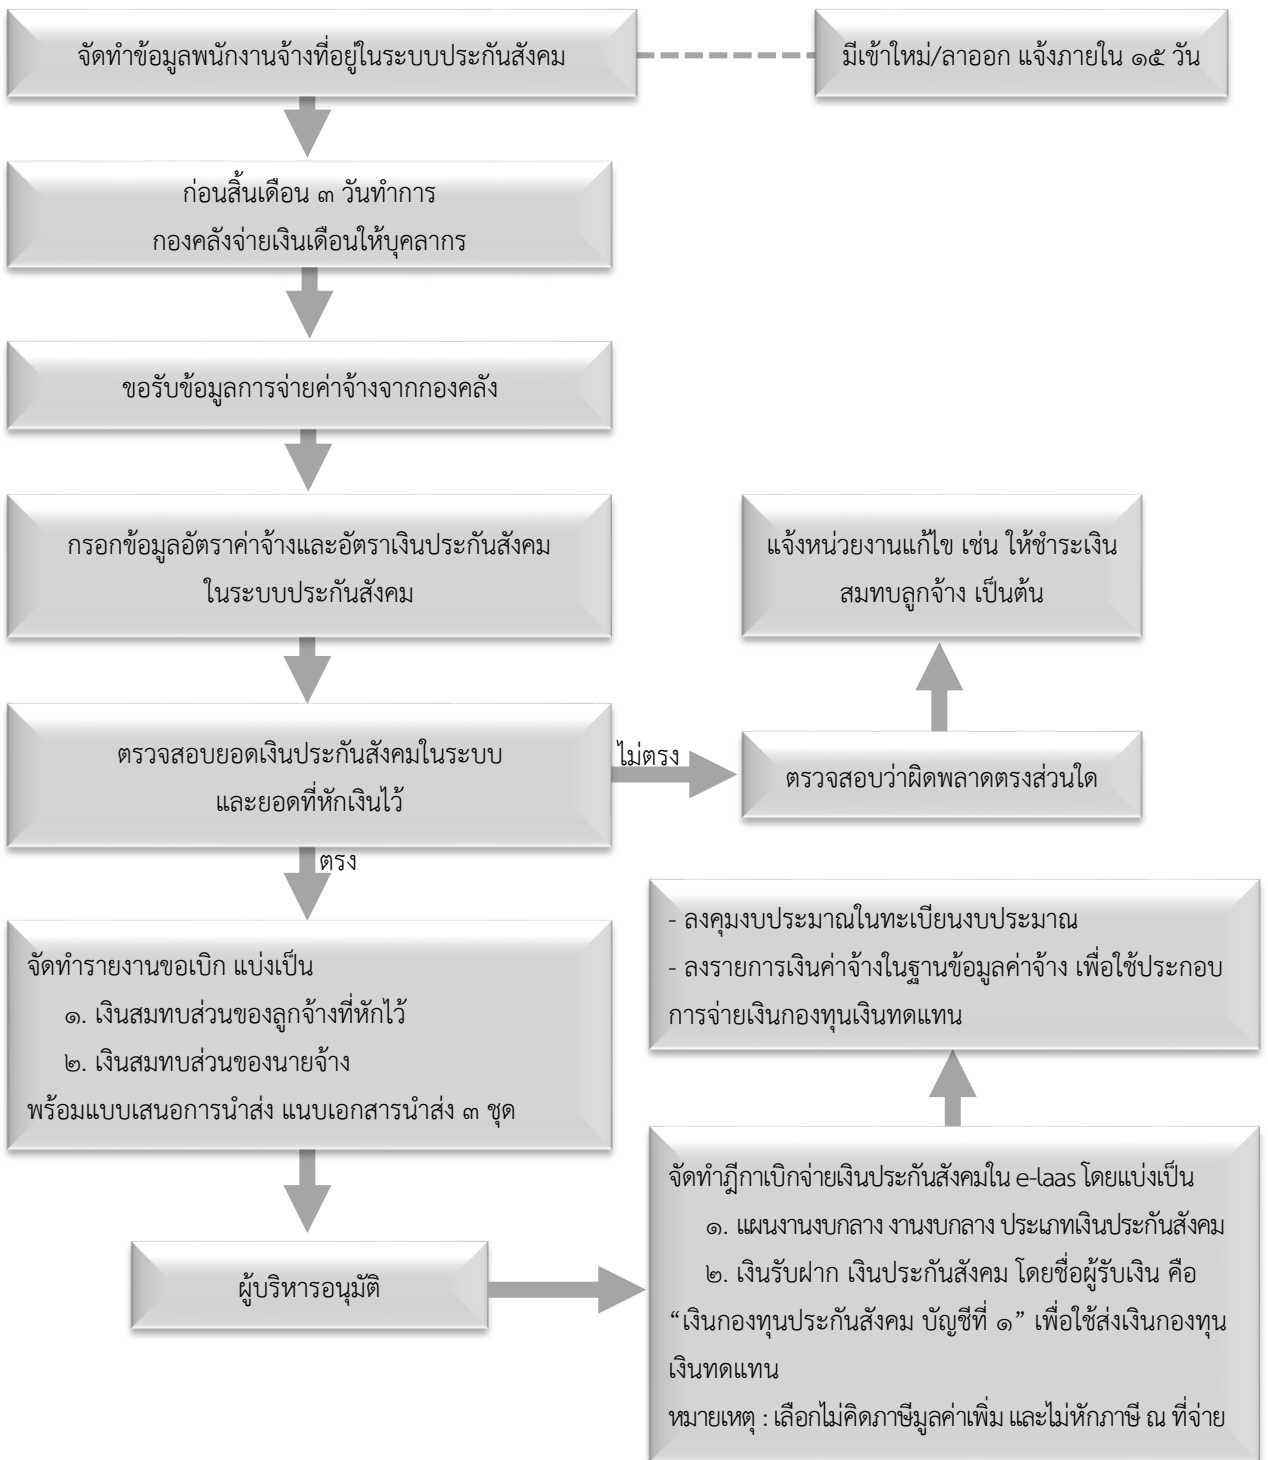 จัดทำข้อมูลพนักงานจ้างที่อยู่ในระบบประกันสังคม
มีเข้าใหม่/ลาออก แจ้งภายใน ๑๕ วัน
ก่อนสิ้นเดือน ๓ วันทำการ
กองคลังจ่ายเงินเดือนให้บุคลากร
ขอรับข้อมูลการจ่ายค่าจ้างจากกองคลัง
กรอกข้อมูลอัตราค่าจ้างและอัตราเงินประกันสังคม
ในระบบประกันสังคม
แจ้งหน่วยงานแก้ไข เช่น ให้ชำระเงิน
สมทบลูกจ้าง เป็นต้น
ตรวจสอบยอดเงินประกันสังคมในระบบ
และยอดที่หักเงินไว้
ไม่ตรง
ตรวจสอบว่าผิดพลาดตรงส่วนใด
ตรง
จัดทำรายงานขอเบิก แบ่งเป็น
๑. เงินสมทบส่วนของลูกจ้างที่หักไว้
๒. เงินสมทบส่วนของนายจ้าง
พร้อมแบบเสนอการนำส่ง แนบเอกสารนำส่ง ๓ ชุด
- ลงคุมงบประมาณในทะเบียนงบประมาณ
- ลงรายการเงินค่าจ้างในฐานข้อมูลค่าจ้าง เพื่อใช้ประกอบ
การจ่ายเงินกองทุนเงินทดแทน
ผู้บริหารอนุมัติ
จัดทำฎีกาเบิกจ่ายเงินประกันสังคมใน e-laas โดยแบ่งเป็น
๑. แผนงานงบกลาง งานงบกลาง ประเภทเงินประกันสังคม
๒. เงินรับฝาก เงินประกันสังคม โดยชื่อผู้รับเงิน คือ
“เงินกองทุนประกันสังคม บัญชีที่ ๑” เพื่อใช้ส่งเงินกองทุน
เงินทดแทน
หมายเหตุ : เลือกไม่คิดภาษีมูลค่าเพิ่ม และไม่หักภาษี ณ ที่จ่าย